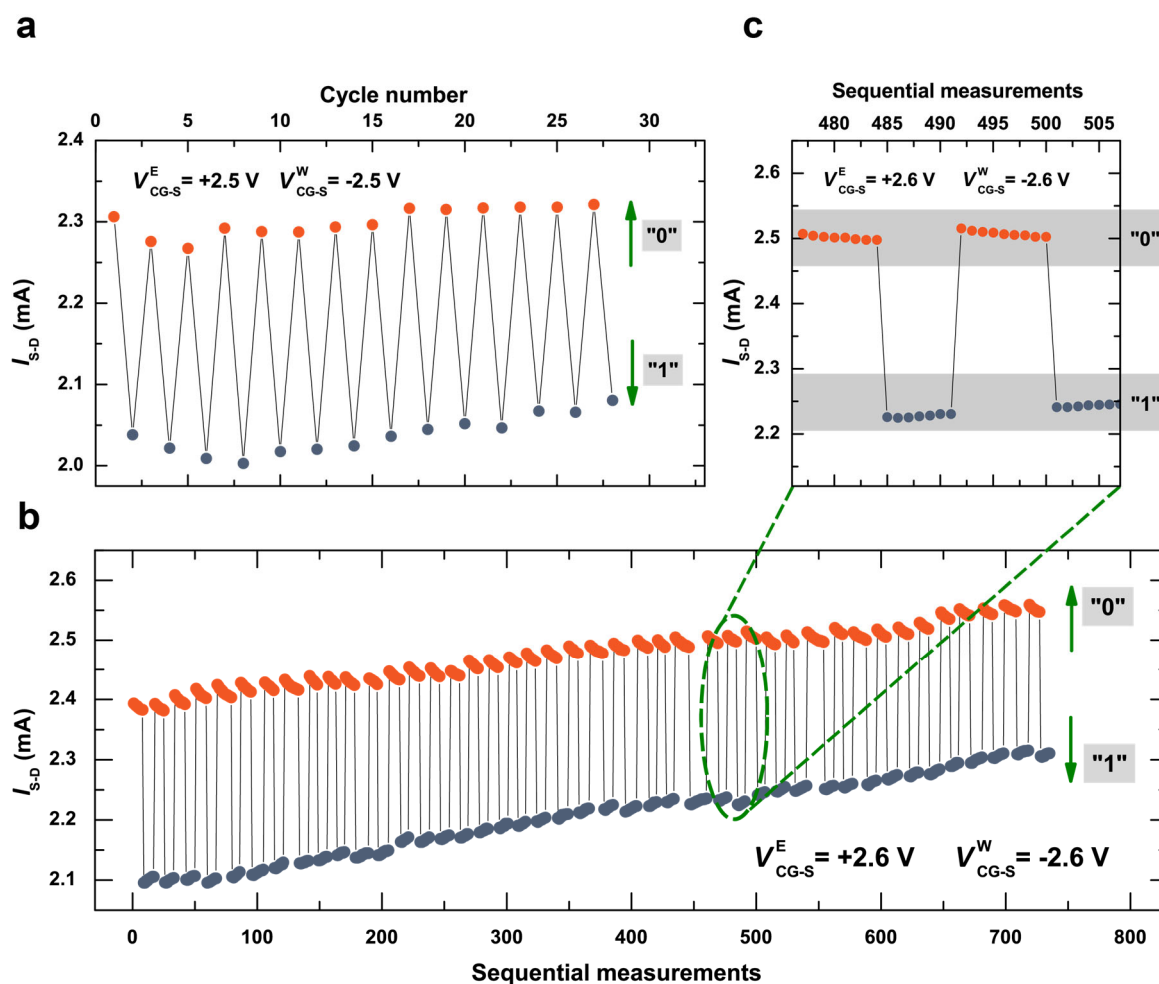 a
Cycle number
0 5 10 15 20 25 30
2.4
2.3
2.2
2.1
2.0
I_S-D (mA)
V^E_CG-S = +2.5 V V^W_CG-S = -2.5 V
"0"
"1"
c
Sequential measurements
480 485 490 495 500 505
2.6
2.5
2.4
2.3
2.2
I_S-D (mA)
V^E_CG-S = +2.6 V V^W_CG-S = -2.6 V
"0"
"1"
b
2.6
2.5
2.4
2.3
2.2
2.1
I_S-D (mA)
"0"
"1"
V^E_CG-S = +2.6 V V^W_CG-S = -2.6 V
0 100 200 300 400 500 600 700 800
Sequential measurements